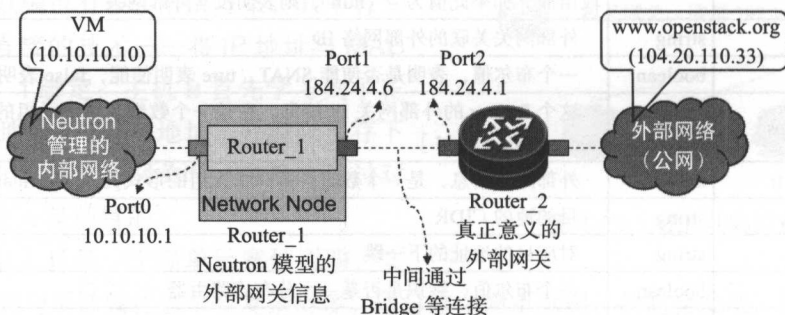 VM
(10.10.10.10)
www.openstack.org
(104.20.110.33)
Port1
184.24.4.6
Port2
184.24.4.1
Neutron
管理的
内部网络
Router_1
Network Node
外部网络
(公网)
Port0
10.10.10.1
Router_1
Neutron 模型的
外部网关信息
Router_2
真正意义的
外部网关
中间通过
Bridge 等连接